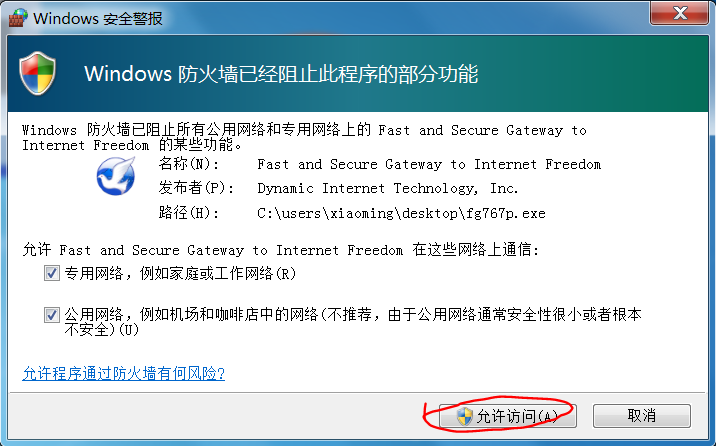 Windows 安全警报
Windows 防火墙已经阻止此程序的部分功能
Windows 防火墙已阻止所有公用网络和专用网络上的 Fast and Secure Gateway to
Internet Freedom 的某些功能。
名称(N): Fast and Secure Gateway to Internet Freedom
发布者(P): Dynamic Internet Technology, Inc.
路径(H): C:\users\xiaoming\desktop\fg767p.exe
允许 Fast and Secure Gateway to Internet Freedom 在这些网络上通信:
专用网络，例如家庭或工作网络(R)
公用网络，例如机场和咖啡店中的网络(不推荐，由于公用网络通常安全性很小或者根本
不安全)(U)
允许程序通过防火墙有何风险?
允许访问(A)
取消